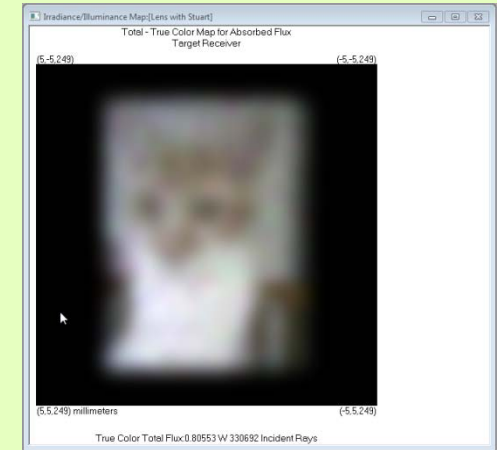 Irradiance/Illuminance Map:[Lens with Stuart]
Total - True Color Map for Absorbed Flux
Target Receiver
(5,-5,249) (-5,-5,249)
(5,5,249) millimeters (-5,5,249)
True Color Total Flux:0.80553 W 330692 Incident Rays